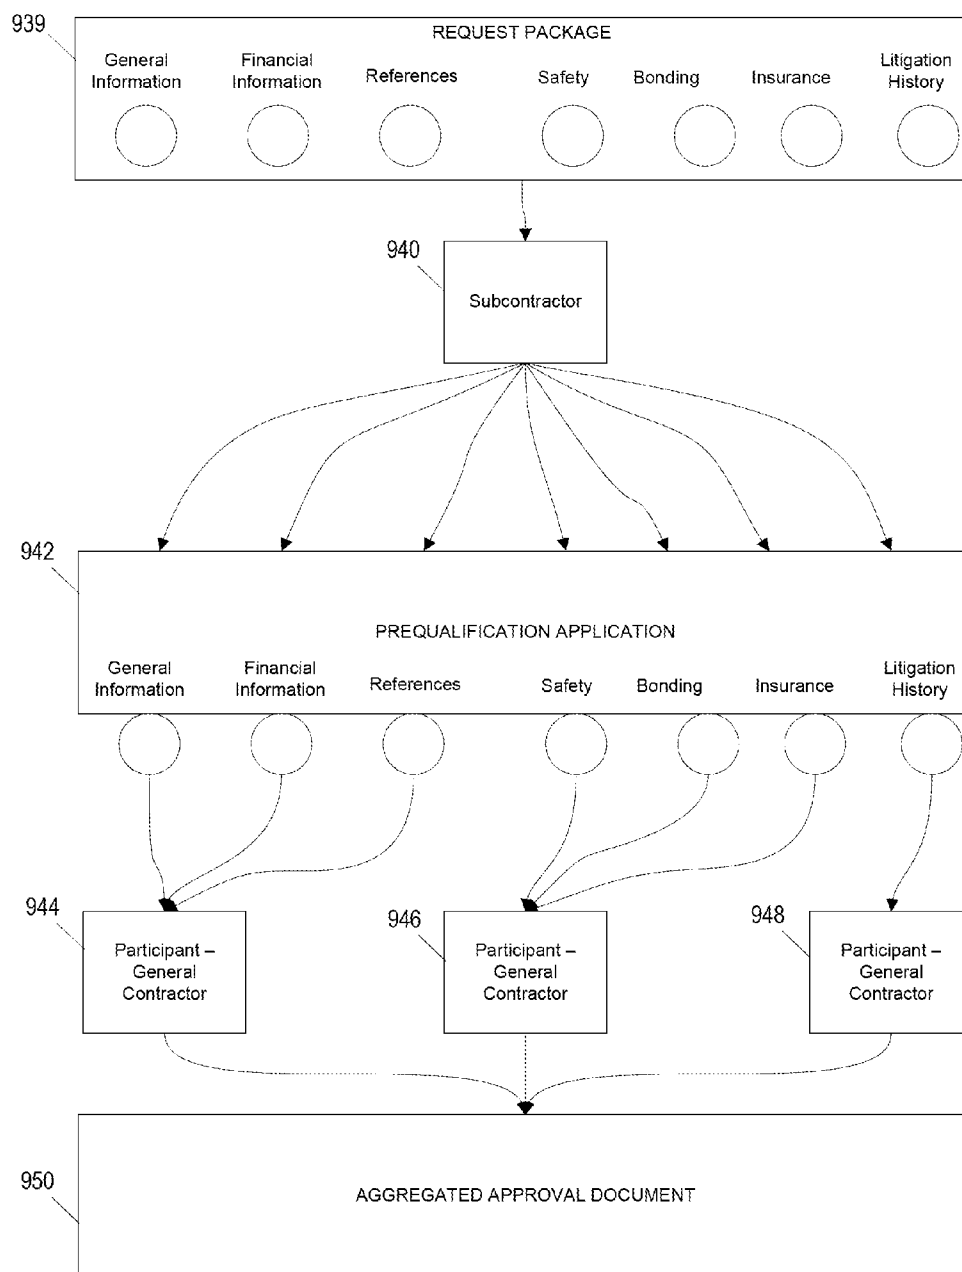 939
REQUEST PACKAGE
General
Information
Financial
Information
References
Safety
Bonding
Insurance
Litigation
History
940
Subcontractor
942
PREQUALIFICATION APPLICATION
General
Information
Financial
Information
References
Safety
Bonding
Insurance
Litigation
History
944
Participant –
General
Contractor
946
Participant –
General
Contractor
948
Participant –
General
Contractor
950
AGGREGATED APPROVAL DOCUMENT